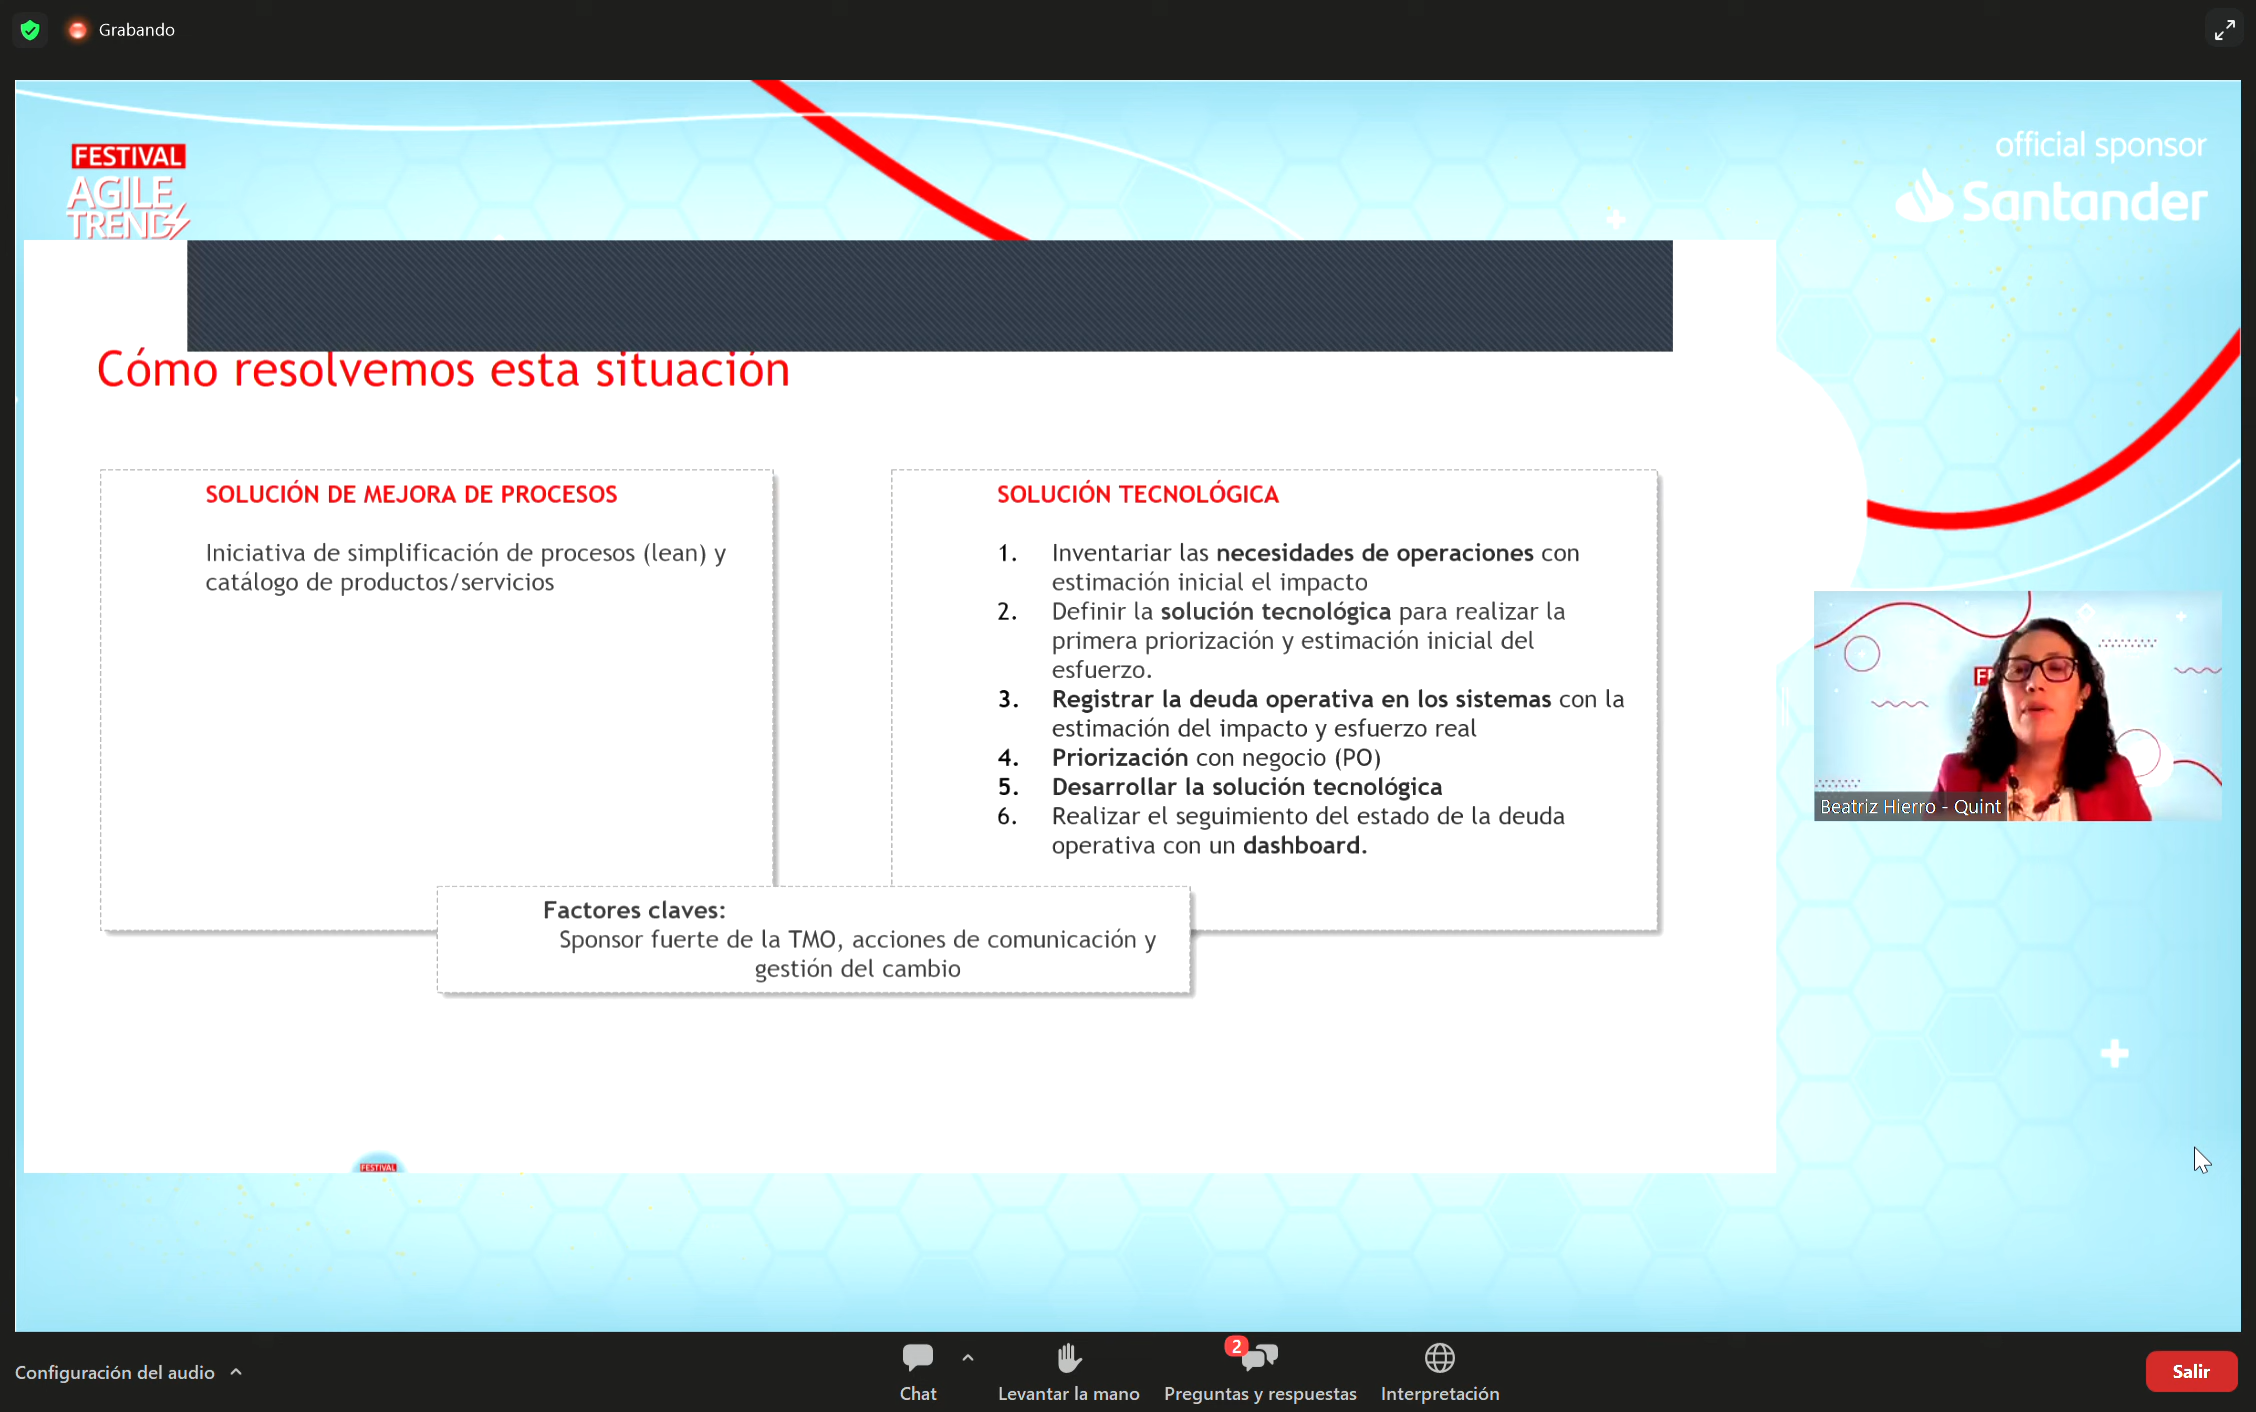 Grabando
FESTIVAL
AGILE
TREND
official sponsor
Santander
Cómo resolvemos esta situación
SOLUCIÓN DE MEJORA DE PROCESOS
Iniciativa de simplificación de procesos (lean) y
catálogo de productos/servicios
SOLUCIÓN TECNOLÓGICA
1. Inventariar las necesidades de operaciones con
estimación inicial el impacto
2. Definir la solución tecnológica para realizar la
primera priorización y estimación inicial del
esfuerzo.
3. Registrar la deuda operativa en los sistemas con la
estimación del impacto y esfuerzo real
4. Priorización con negocio (PO)
5. Desarrollar la solución tecnológica
6. Realizar el seguimiento del estado de la deuda
operativa con un dashboard.
Factores claves:
Sponsor fuerte de la TMO, acciones de comunicación y
gestión del cambio
Beatriz Hierro - Quint
FESTIVAL
Configuración del audio
Chat
Levantar la mano
2
Preguntas y respuestas
Interpretación
Salir